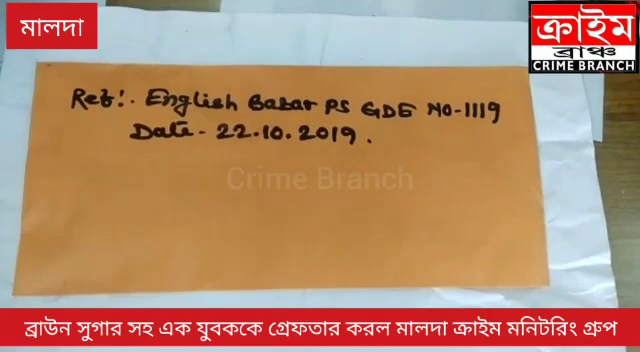 মালদা
ক্রাইম
ব্রাঞ্চ
CRIME BRANCH
Ref:. English Bazar PS GDE NO-1119
Date - 22.10.2019.
Crime Branch
ব্রাউন সুগার সহ এক যুবককে গ্রেফতার করল মালদা ক্রাইম মনিটরিং গ্রুপ